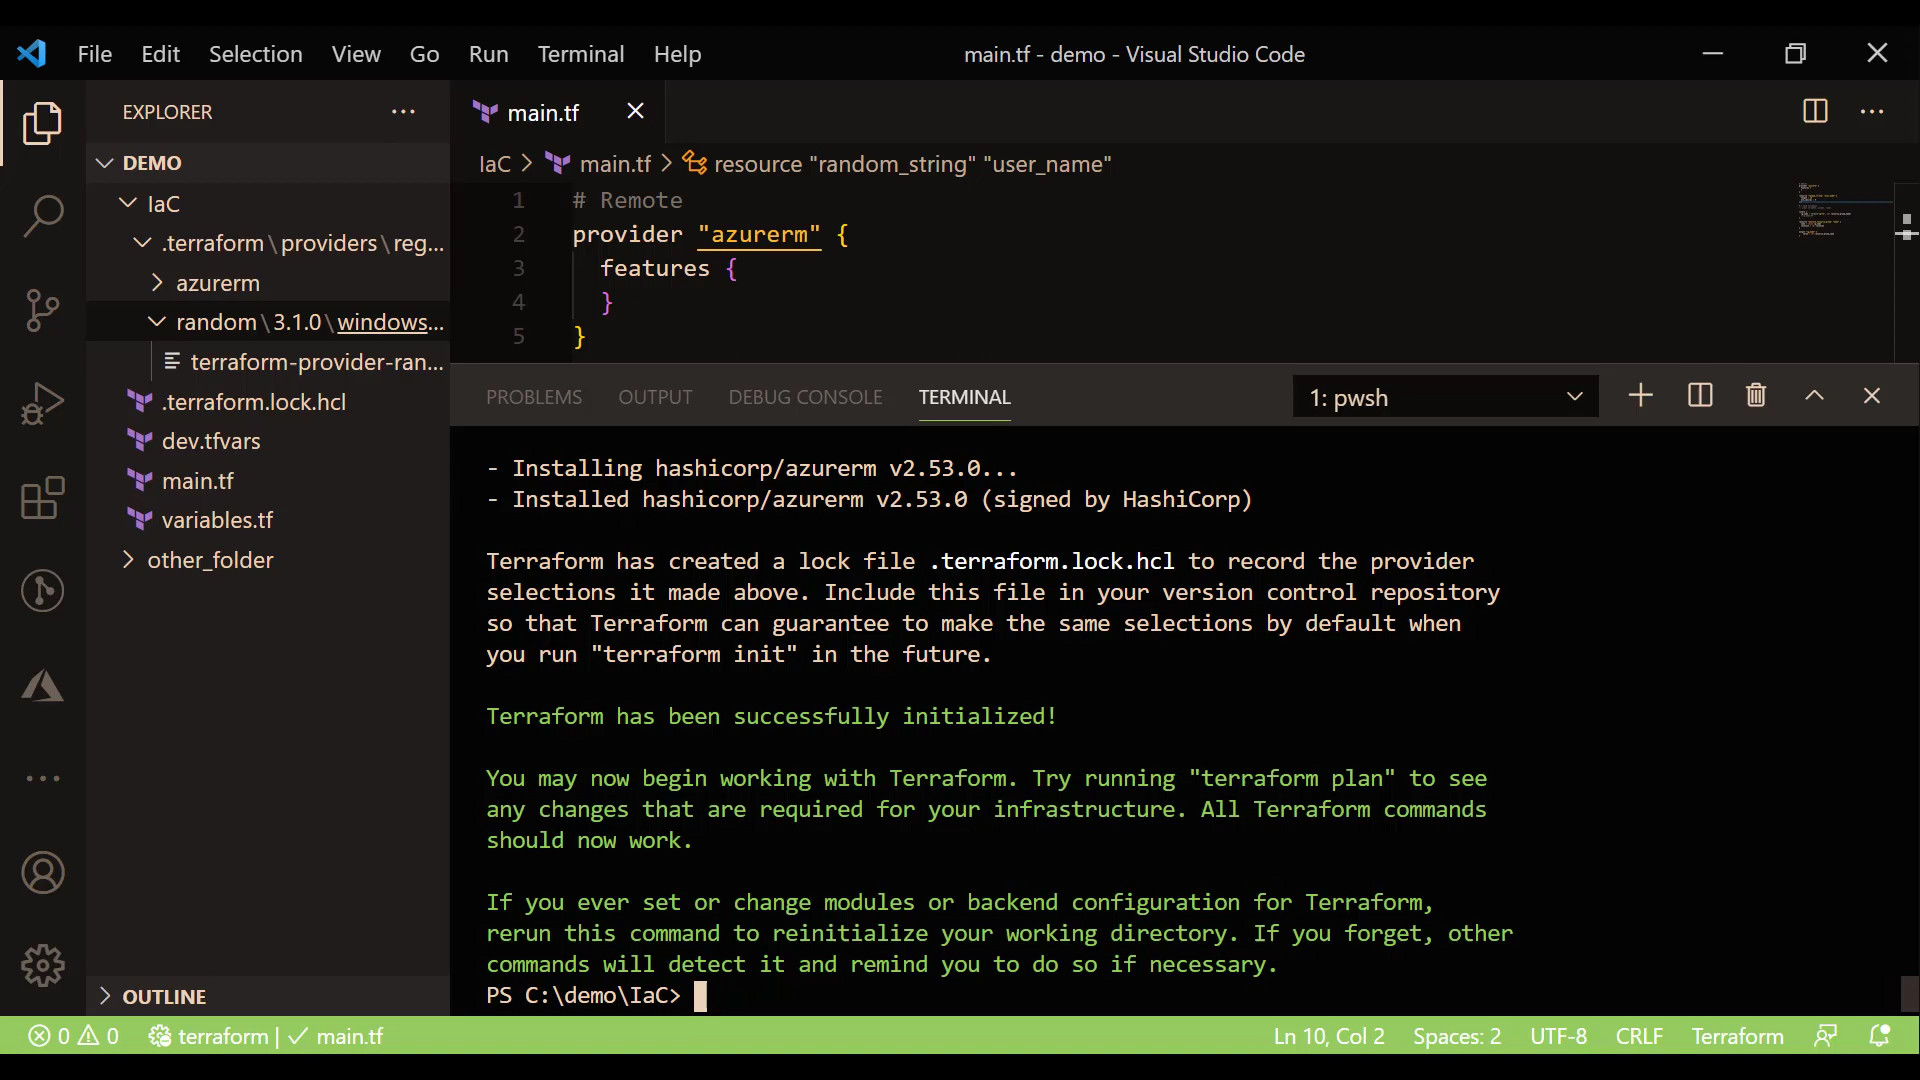 File Edit Selection View Go Run Terminal Help
main.tf - demo - Visual Studio Code
EXPLORER
DEMO
IaC
.terraform\providers\reg...
azurerm
random\3.1.0\windows...
terraform-provider-ran...
.terraform.lock.hcl
dev.tfvars
main.tf
variables.tf
other_folder
OUTLINE
main.tf
IaC > main.tf > resource "random_string" "user_name"
1 # Remote
2 provider "azurerm" {
3 features {
4 }
5 }
PROBLEMS OUTPUT DEBUG CONSOLE TERMINAL
1: pwsh
- Installing hashicorp/azurerm v2.53.0...
- Installed hashicorp/azurerm v2.53.0 (signed by HashiCorp)
Terraform has created a lock file .terraform.lock.hcl to record the provider
selections it made above. Include this file in your version control repository
so that Terraform can guarantee to make the same selections by default when
you run "terraform init" in the future.
Terraform has been successfully initialized!
You may now begin working with Terraform. Try running "terraform plan" to see
any changes that are required for your infrastructure. All Terraform commands
should now work.
If you ever set or change modules or backend configuration for Terraform,
rerun this command to reinitialize your working directory. If you forget, other
commands will detect it and remind you to do so if necessary.
PS C:\demo\IaC>
0 0 terraform | ✓ main.tf
Ln 10, Col 2 Spaces: 2 UTF-8 CRLF Terraform